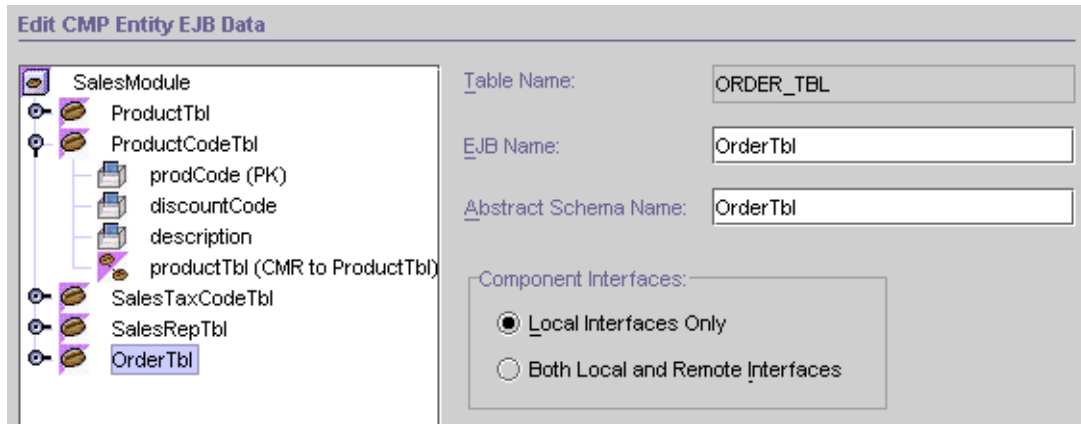 Edit CMP Entity EJB Data
SalesModule
ProductTbl
ProductCodeTbl
prodCode (PK)
discountCode
description
productTbl (CMR to ProductTbl)
SalesTaxCodeTbl
SalesRepTbl
OrderTbl
Table Name: ORDER_TBL
EJB Name: OrderTbl
Abstract Schema Name: OrderTbl
Component Interfaces:
Local Interfaces Only
Both Local and Remote Interfaces